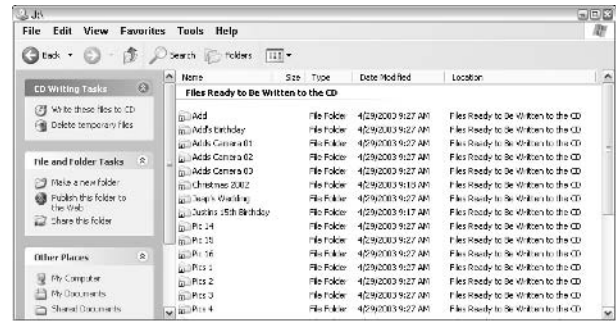 J:\
File Edit View Favorites Tools Help
Back Search Folders
Name Size Type Date Modified Location
CD Writing Tasks
Files Ready to Be Written to the CD
Write these files to CD
Delete temporary files
File and Folder Tasks
Make a new folder
Publish this folder to
the Web
Share this folder
Other Places
My Computer
My Documents
Shared Documents
Add File Folder 4/29/2003 9:27 AM Files Ready to Be Written to the CD
Add's Birthday File Folder 4/29/2003 9:27 AM Files Ready to Be Written to the CD
Adds Camera 01 File Folder 4/29/2003 9:27 AM Files Ready to Be Written to the CD
Adds Camera 02 File Folder 4/29/2003 9:27 AM Files Ready to Be Written to the CD
Adds Camera 03 File Folder 4/29/2003 9:27 AM Files Ready to Be Written to the CD
Christmas 2002 File Folder 4/29/2003 9:18 AM Files Ready to Be Written to the CD
Wedding File Folder 4/29/2003 9:27 AM Files Ready to Be Written to the CD
Justins 15th Birthday File Folder 4/29/2003 9:17 AM Files Ready to Be Written to the CD
Pic 14 File Folder 4/29/2003 9:27 AM Files Ready to Be Written to the CD
Pic 15 File Folder 4/29/2003 9:27 AM Files Ready to Be Written to the CD
Pic 16 File Folder 4/29/2003 9:27 AM Files Ready to Be Written to the CD
Pics 1 File Folder 4/29/2003 9:27 AM Files Ready to Be Written to the CD
Pics 2 File Folder 4/29/2003 9:27 AM Files Ready to Be Written to the CD
Pics 3 File Folder 4/29/2003 9:27 AM Files Ready to Be Written to the CD
Pics 4 File Folder 4/29/2003 9:27 AM Files Ready to Be Written to the CD